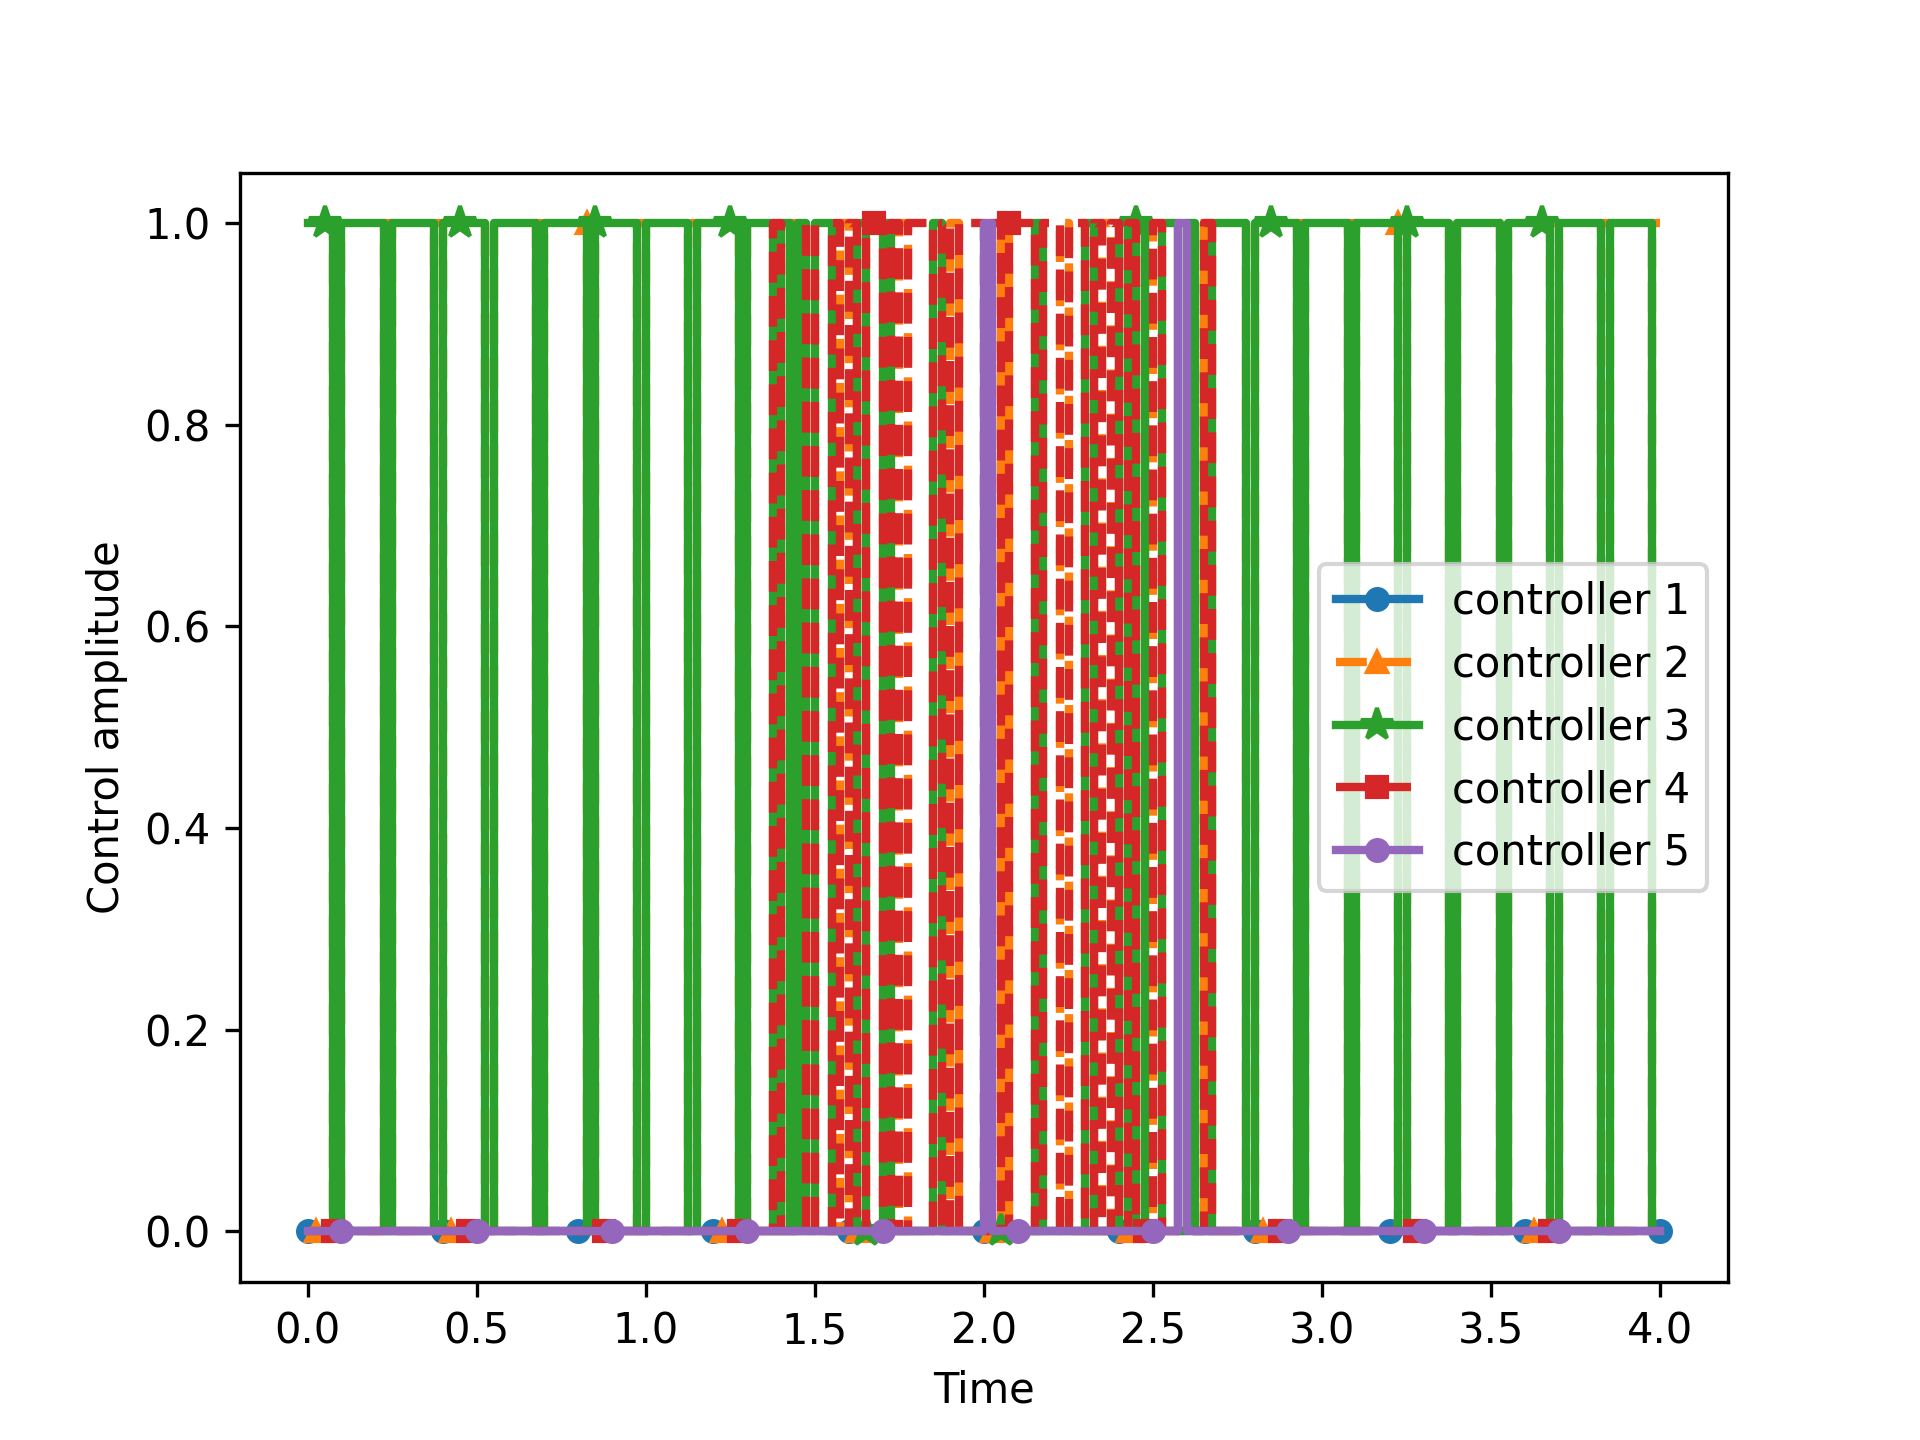 Control amplitude
1.0
0.8
0.6
0.4
0.2
0.0
controller 1
controller 2
controller 3
controller 4
controller 5
0.0 0.5 1.0 1.5 2.0 2.5 3.0 3.5 4.0
Time